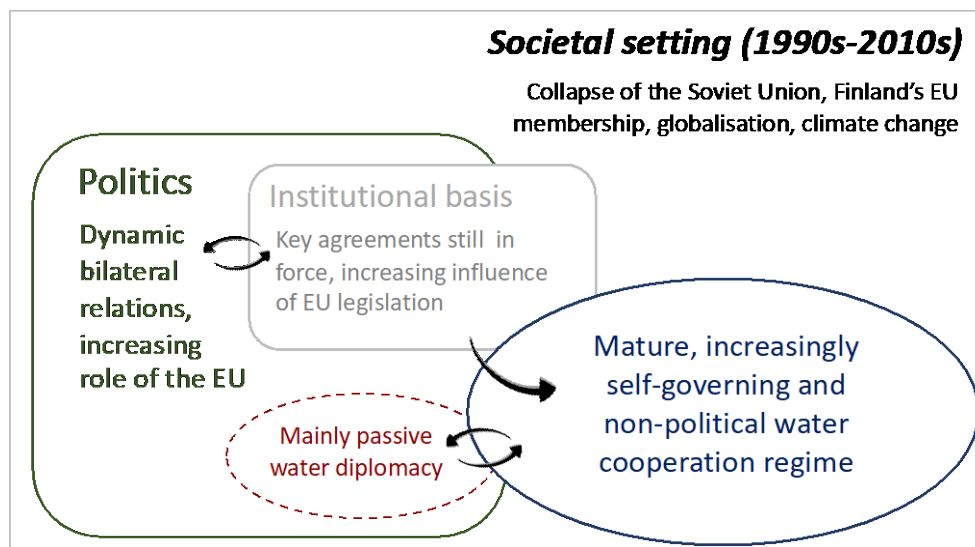 Societal setting (1990s-2010s)
Collapse of the Soviet Union, Finland's EU
membership, globalisation, climate change
Politics
Dynamic
bilateral
relations,
increasing
role of the EU
Institutional basis
Key agreements still in
force, increasing influence
of EU legislation
Mature, increasingly
self-governing and
non-political water
cooperation regime
Mainly passive
water diplomacy